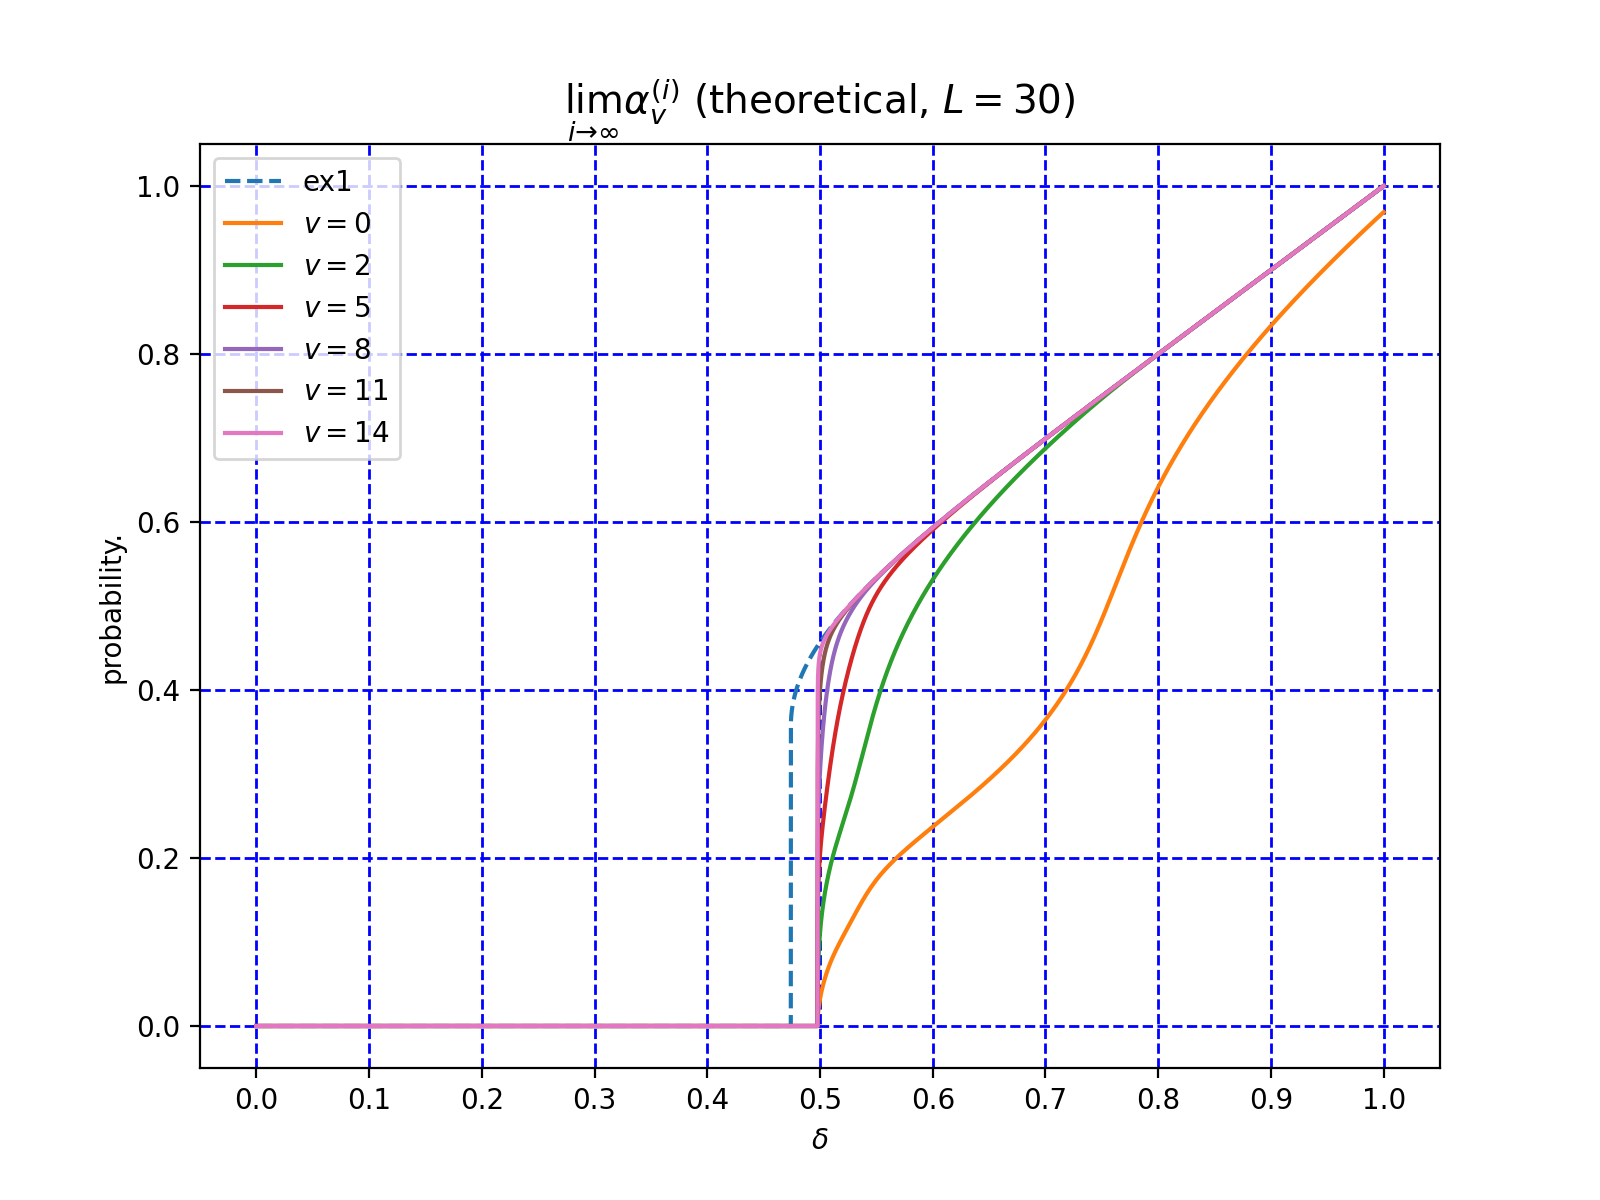 lim α_v^(i) (theoretical, L = 30)
i→∞
ex1
v = 0
v = 2
v = 5
v = 8
v = 11
v = 14
probability.
1.0
0.8
0.6
0.4
0.2
0.0
0.0 0.1 0.2 0.3 0.4 0.5 0.6 0.7 0.8 0.9 1.0
δ